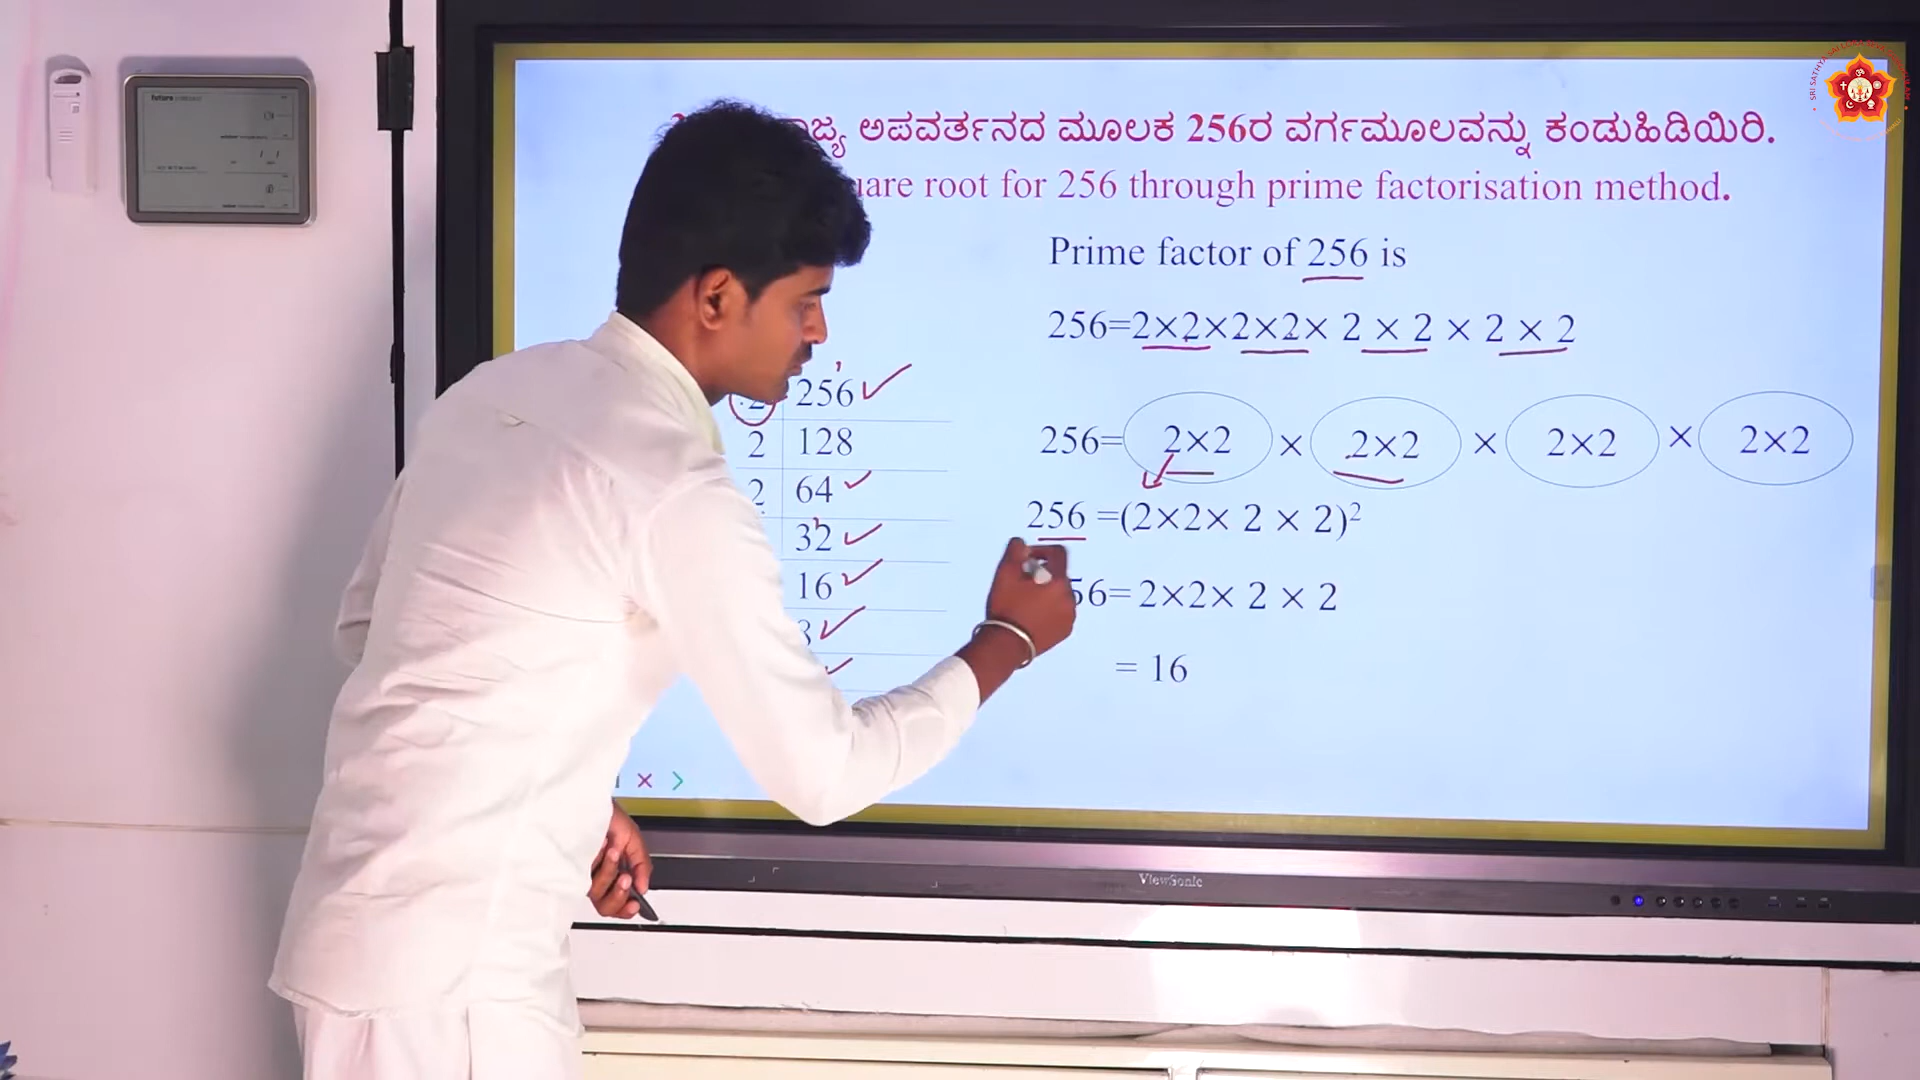 ಅಪವರ್ತನದ ಮೂಲಕ 256ರ ವರ್ಗಮೂಲವನ್ನು ಕಂಡುಹಿಡಿಯಿರಿ.
root for 256 through prime factorisation method.
Prime factor of 256 is
256=2×2×2×2× 2 × 2 × 2 × 2
2 256
2 128
2 64
32
16
256= 2×2 × 2×2 × 2×2 × 2×2
256 =(2×2× 2 × 2)²
= 2×2× 2 × 2
= 16
ViewSonic